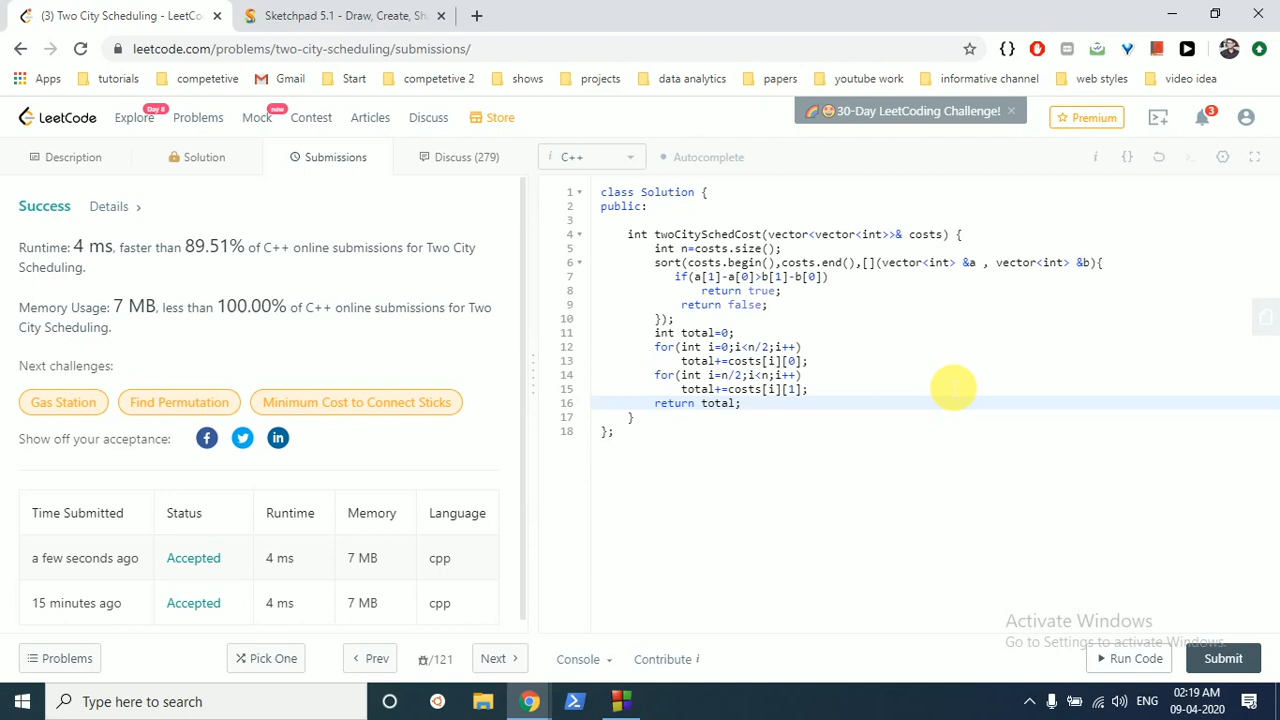 (3) Two City Scheduling - LeetCo
Sketchpad 5.1 - Draw, Create, Sh
leetcode.com/problems/two-city-scheduling/submissions/
Apps tutorials competetive Gmail Start competetive 2 shows projects data analytics papers youtube work informative channel web styles video idea
LeetCode Explore Day 8 Problems Mock new Contest Articles Discuss Store
30-Day LeetCoding Challenge!
Premium
3
Description Solution Submissions Discuss (279)
i C++ Autocomplete
i {}
Success Details
Runtime: 4 ms, faster than 89.51% of C++ online submissions for Two City
Scheduling.
Memory Usage: 7 MB, less than 100.00% of C++ online submissions for Two
City Scheduling.
Next challenges:
Gas Station Find Permutation Minimum Cost to Connect Sticks
Show off your acceptance:
Time Submitted Status Runtime Memory Language
a few seconds ago Accepted 4 ms 7 MB cpp
15 minutes ago Accepted 4 ms 7 MB cpp
1 class Solution {
2 public:
3
4 int twoCitySchedCost(vector<vector<int>>& costs) {
5 int n=costs.size();
6 sort(costs.begin(),costs.end(),[](vector<int> &a , vector<int> &b){
7 if(a[1]-a[0]>b[1]-b[0])
8 return true;
9 return false;
10 });
11 int total=0;
12 for(int i=0;i<n/2;i++)
13 total+=costs[i][0];
14 for(int i=n/2;i<n;i++)
15 total+=costs[i][1];
16 return total;
17 }
18 };
Activate Windows
Go to Settings to activate Windows.
Problems Pick One Prev /121 Next Console Contribute i Run Code Submit
Type here to search
ENG
02:19 AM
09-04-2020